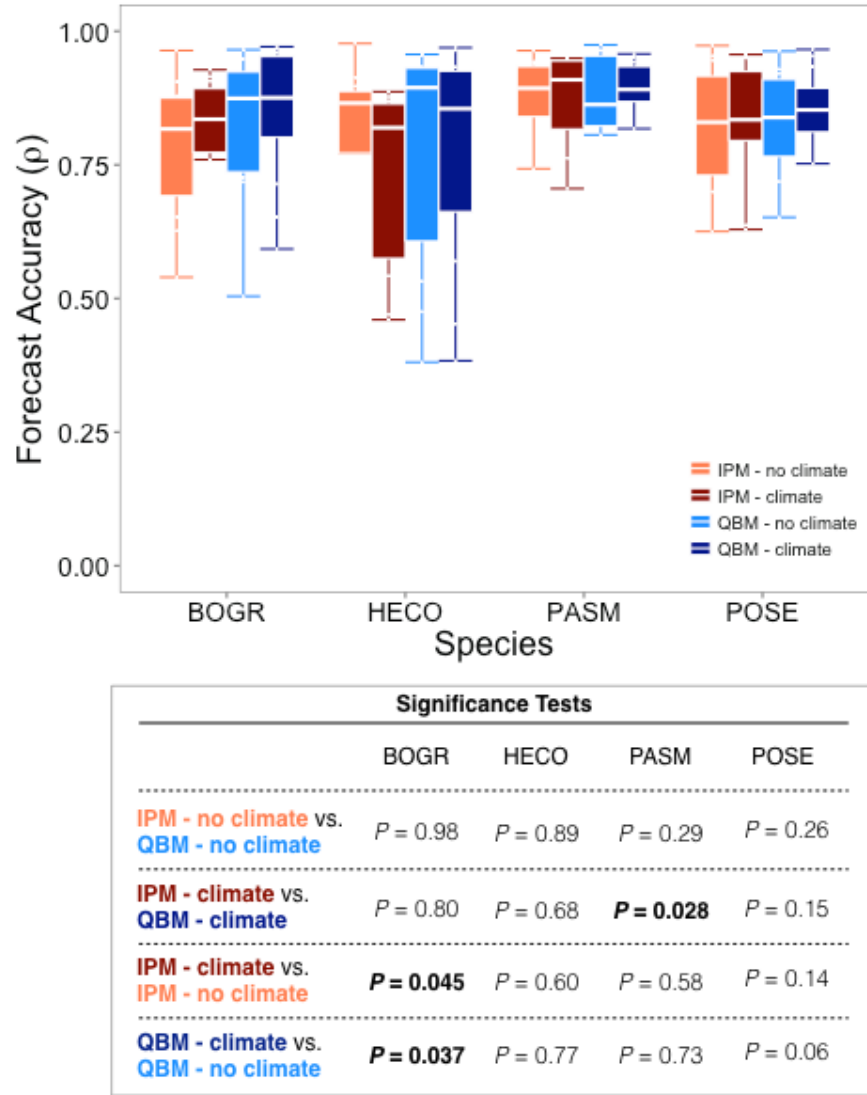 1.00
0.75
0.50
0.25
0.00
Forecast Accuracy (ρ)
IPM - no climate
IPM - climate
QBM - no climate
QBM - climate
BOGR HECO PASM POSE
Species
Significance Tests
BOGR HECO PASM POSE
IPM - no climate vs.
QBM - no climate
P = 0.98 P = 0.89 P = 0.29 P = 0.26
IPM - climate vs.
QBM - climate
P = 0.80 P = 0.68 P = 0.028 P = 0.15
IPM - climate vs.
IPM - no climate
P = 0.045 P = 0.60 P = 0.58 P = 0.14
QBM - climate vs.
QBM - no climate
P = 0.037 P = 0.77 P = 0.73 P = 0.06